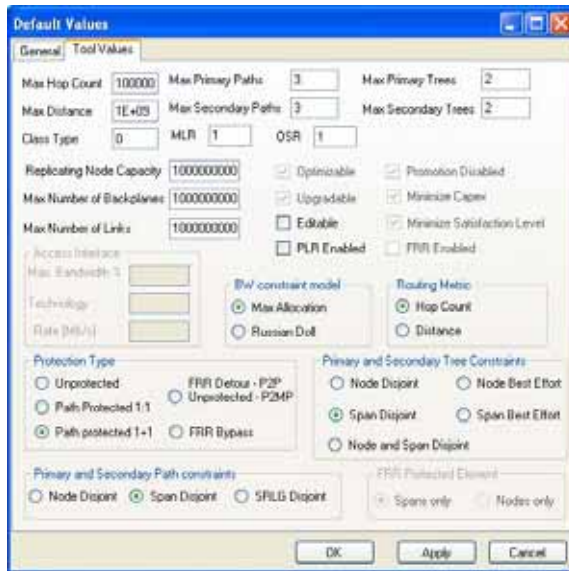 Default Values
General Tool Values
Max Hop Count 100000 Max Primary Paths 3 Max Primary Trees 2
Max Distance 1E+09 Max Secondary Paths 3 Max Secondary Trees 2
Class Type 0 MLR 1 OSR 1
Replicating Node Capacity 1000000000 Optimizable Promotion Disabled
Max Number of Backplanes 1000000000 Upgradable Minimize Capex
Max Number of Links 1000000000 Editable Minimize Satisfaction Level
PLR Enabled FRR Enabled
Access Interface
Max. Bandwidth %
Technology
Rate [Mb/s]
BW constraint model
Max Allocation
Russian Doll
Routing Metric
Hop Count
Distance
Protection Type
Unprotected
Path Protected 1:1
Path protected 1+1
FRR Detour - P2P
Unprotected - P2MP
FRR Bypass
Primary and Secondary Tree Constraints
Node Disjoint Node Best Effort
Span Disjoint Span Best Effort
Node and Span Disjoint
Primary and Secondary Path constraints
Node Disjoint Span Disjoint SRLG Disjoint
FRR Protected Element
Spans only Nodes only
OK Apply Cancel